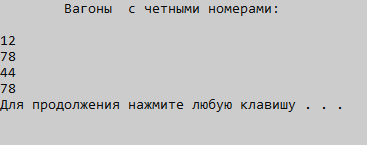 Вагоны  с четными номерами:
12
78
44
78
Для продолжения нажмите любую клавишу . . .